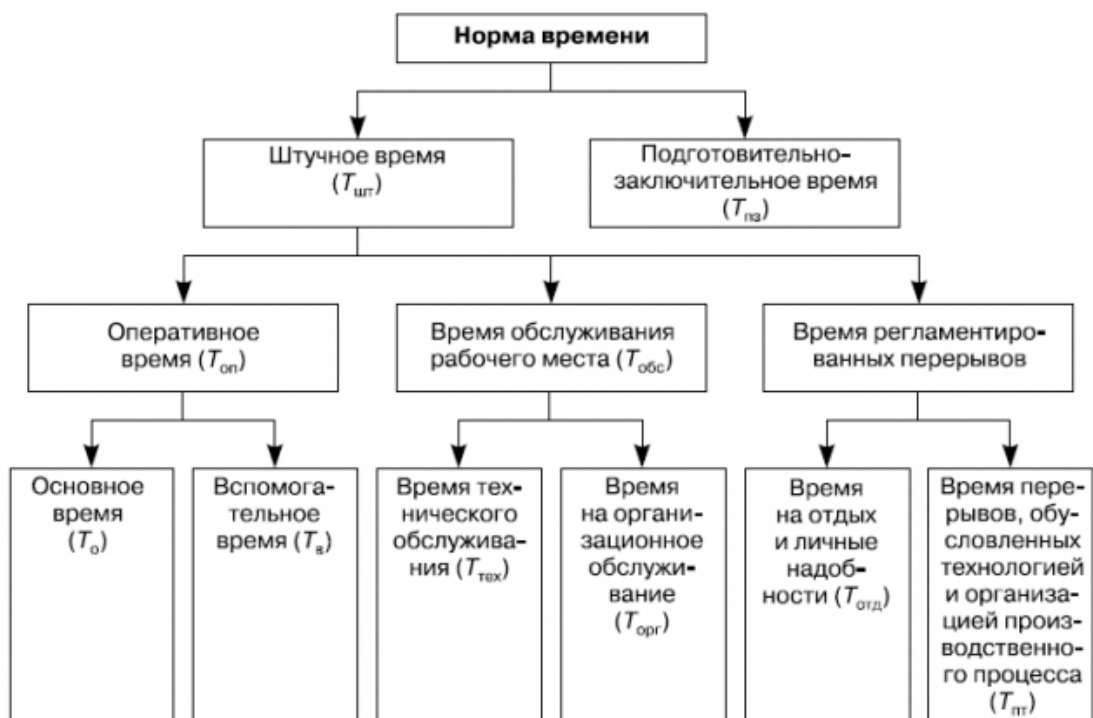 Норма времени
Штучное время
(Tшт)
Подготовительно-
заключительное время
(Tпз)
Оперативное
время (Tоп)
Время обслуживания
рабочего места (Tобс)
Время регламентиро-
ванных перерывов
Основное
время
(Tо)
Вспомога-
тельное
время (Tв)
Время тех-
нического
обслужива-
ния (Tтех)
Время
на органи-
зационное
обслужи-
вание
(Tорг)
Время
на отдых
и личные
надоб-
ности (Tотд)
Время пере-
рывов, обу-
словленных
технологией
и организа-
цией произ-
водственно-
го процесса
(Tпт)